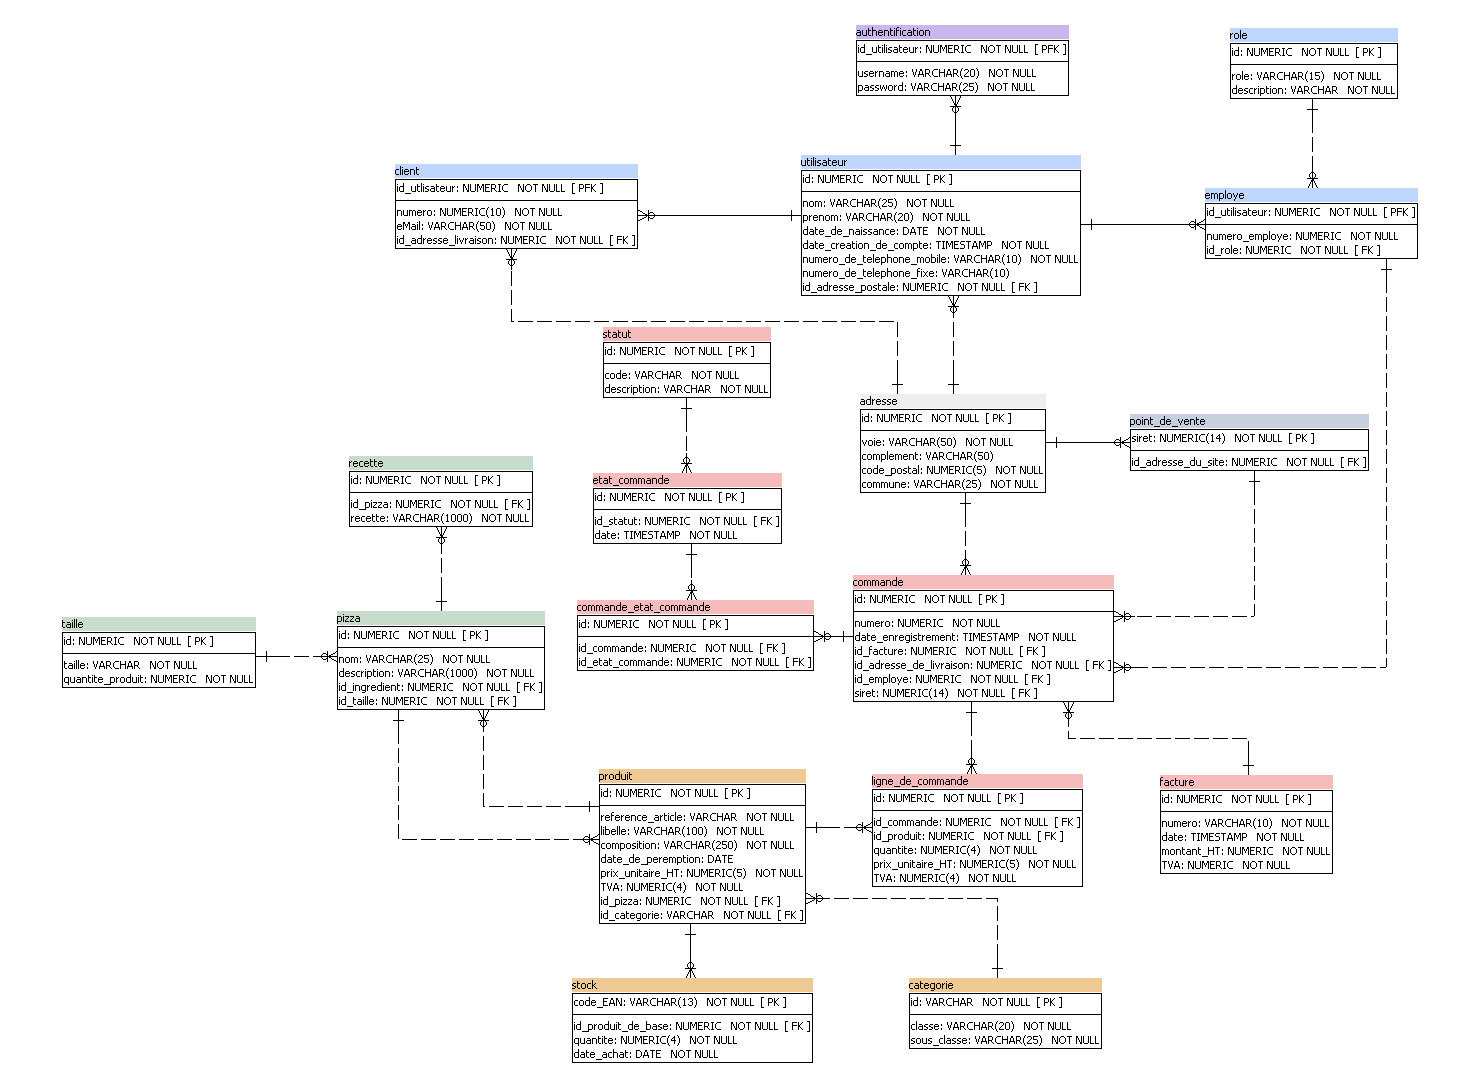 authentification
id_utilisateur: NUMERIC NOT NULL [ PFK ]
username: VARCHAR(20) NOT NULL
password: VARCHAR(25) NOT NULL
role
id: NUMERIC NOT NULL [ PK ]
role: VARCHAR(15) NOT NULL
description: VARCHAR NOT NULL
client
id_utlisateur: NUMERIC NOT NULL [ PFK ]
numero: NUMERIC(10) NOT NULL
eMail: VARCHAR(50) NOT NULL
id_adresse_livraison: NUMERIC NOT NULL [ FK ]
utilisateur
id: NUMERIC NOT NULL [ PK ]
nom: VARCHAR(25) NOT NULL
prenom: VARCHAR(20) NOT NULL
date_de_naissance: DATE NOT NULL
date_creation_de_compte: TIMESTAMP NOT NULL
numero_de_telephone_mobile: VARCHAR(10) NOT NULL
numero_de_telephone_fixe: VARCHAR(10)
id_adresse_postale: NUMERIC NOT NULL [ FK ]
employe
id_utilisateur: NUMERIC NOT NULL [ PFK ]
numero_employe: NUMERIC NOT NULL
id_role: NUMERIC NOT NULL [ FK ]
statut
id: NUMERIC NOT NULL [ PK ]
code: VARCHAR NOT NULL
description: VARCHAR NOT NULL
adresse
id: NUMERIC NOT NULL [ PK ]
voie: VARCHAR(50) NOT NULL
complement: VARCHAR(50)
code_postal: NUMERIC(5) NOT NULL
commune: VARCHAR(25) NOT NULL
point_de_vente
siret: NUMERIC(14) NOT NULL [ PK ]
id_adresse_du_site: NUMERIC NOT NULL [ FK ]
recette
id: NUMERIC NOT NULL [ PK ]
id_pizza: NUMERIC NOT NULL [ FK ]
recette: VARCHAR(1000) NOT NULL
etat_commande
id: NUMERIC NOT NULL [ PK ]
id_statut: NUMERIC NOT NULL [ FK ]
date: TIMESTAMP NOT NULL
commande
id: NUMERIC NOT NULL [ PK ]
numero: NUMERIC NOT NULL
date_enregistrement: TIMESTAMP NOT NULL
id_facture: NUMERIC NOT NULL [ FK ]
id_adresse_de_livraison: NUMERIC NOT NULL [ FK ]
id_employe: NUMERIC NOT NULL [ FK ]
siret: NUMERIC(14) NOT NULL [ FK ]
commande_etat_commande
id: NUMERIC NOT NULL [ PK ]
id_commande: NUMERIC NOT NULL [ FK ]
id_etat_commande: NUMERIC NOT NULL [ FK ]
taille
id: NUMERIC NOT NULL [ PK ]
taille: VARCHAR NOT NULL
quantite_produit: NUMERIC NOT NULL
pizza
id: NUMERIC NOT NULL [ PK ]
nom: VARCHAR(25) NOT NULL
description: VARCHAR(1000) NOT NULL
id_ingredient: NUMERIC NOT NULL [ FK ]
id_taille: NUMERIC NOT NULL [ FK ]
produit
id: NUMERIC NOT NULL [ PK ]
reference_article: VARCHAR NOT NULL
libelle: VARCHAR(100) NOT NULL
composition: VARCHAR(250) NOT NULL
date_de_peremption: DATE
prix_unitaire_HT: NUMERIC(5) NOT NULL
TVA: NUMERIC(4) NOT NULL
id_pizza: NUMERIC NOT NULL [ FK ]
id_categorie: VARCHAR NOT NULL [ FK ]
ligne_de_commande
id: NUMERIC NOT NULL [ PK ]
id_commande: NUMERIC NOT NULL [ FK ]
id_produit: NUMERIC NOT NULL [ FK ]
quantite: NUMERIC(4) NOT NULL
prix_unitaire_HT: NUMERIC(5) NOT NULL
TVA: NUMERIC(4) NOT NULL
facture
id: NUMERIC NOT NULL [ PK ]
numero: VARCHAR(10) NOT NULL
date: TIMESTAMP NOT NULL
montant_HT: NUMERIC NOT NULL
TVA: NUMERIC NOT NULL
stock
code_EAN: VARCHAR(13) NOT NULL [ PK ]
id_produit_de_base: NUMERIC NOT NULL [ FK ]
quantite: NUMERIC(4) NOT NULL
date_achat: DATE NOT NULL
categorie
id: VARCHAR NOT NULL [ PK ]
classe: VARCHAR(20) NOT NULL
sous_classe: VARCHAR(25) NOT NULL